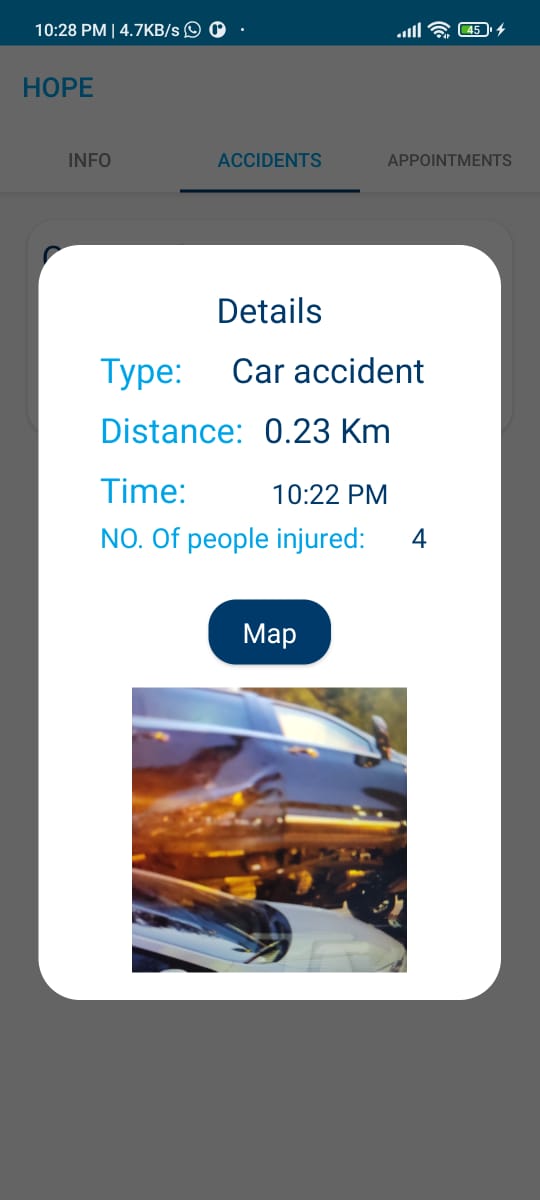 10:28 PM | 4.7KB/s
45
HOPE
INFO ACCIDENTS APPOINTMENTS
Details
Type: Car accident
Distance: 0.23 Km
Time: 10:22 PM
NO. Of people injured: 4
Map